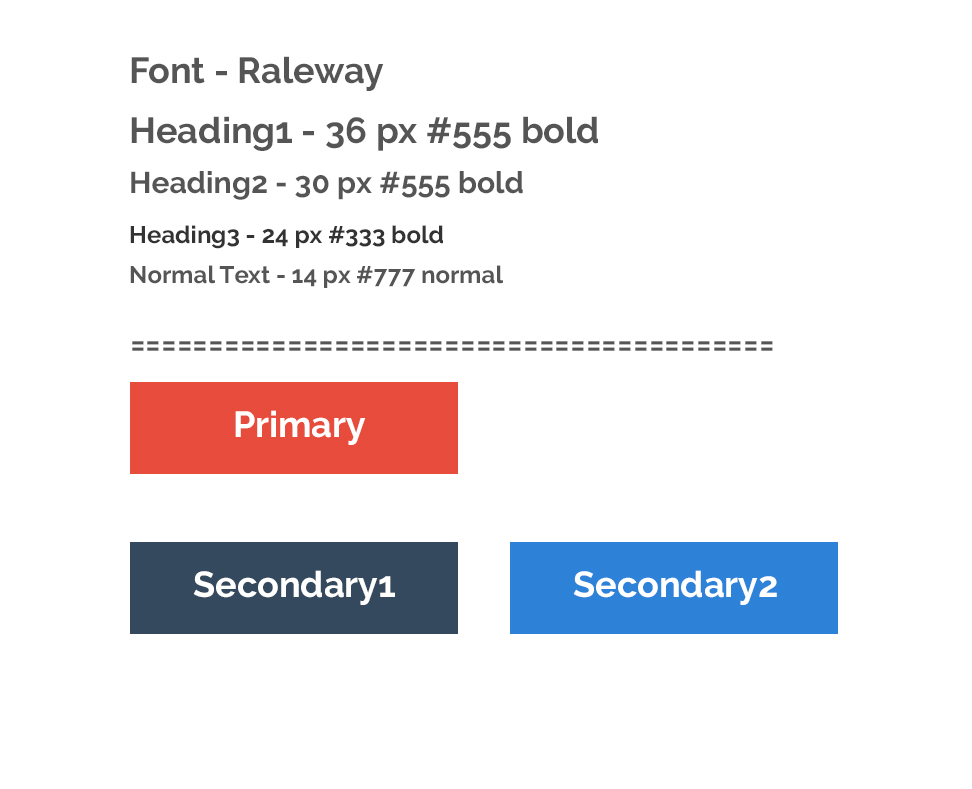 Font - Raleway
Heading1 - 36 px #555 bold
Heading2 - 30 px #555 bold
Heading3 - 24 px #333 bold
Normal Text - 14 px #777 normal
=========================================
Primary
Secondary1
Secondary2